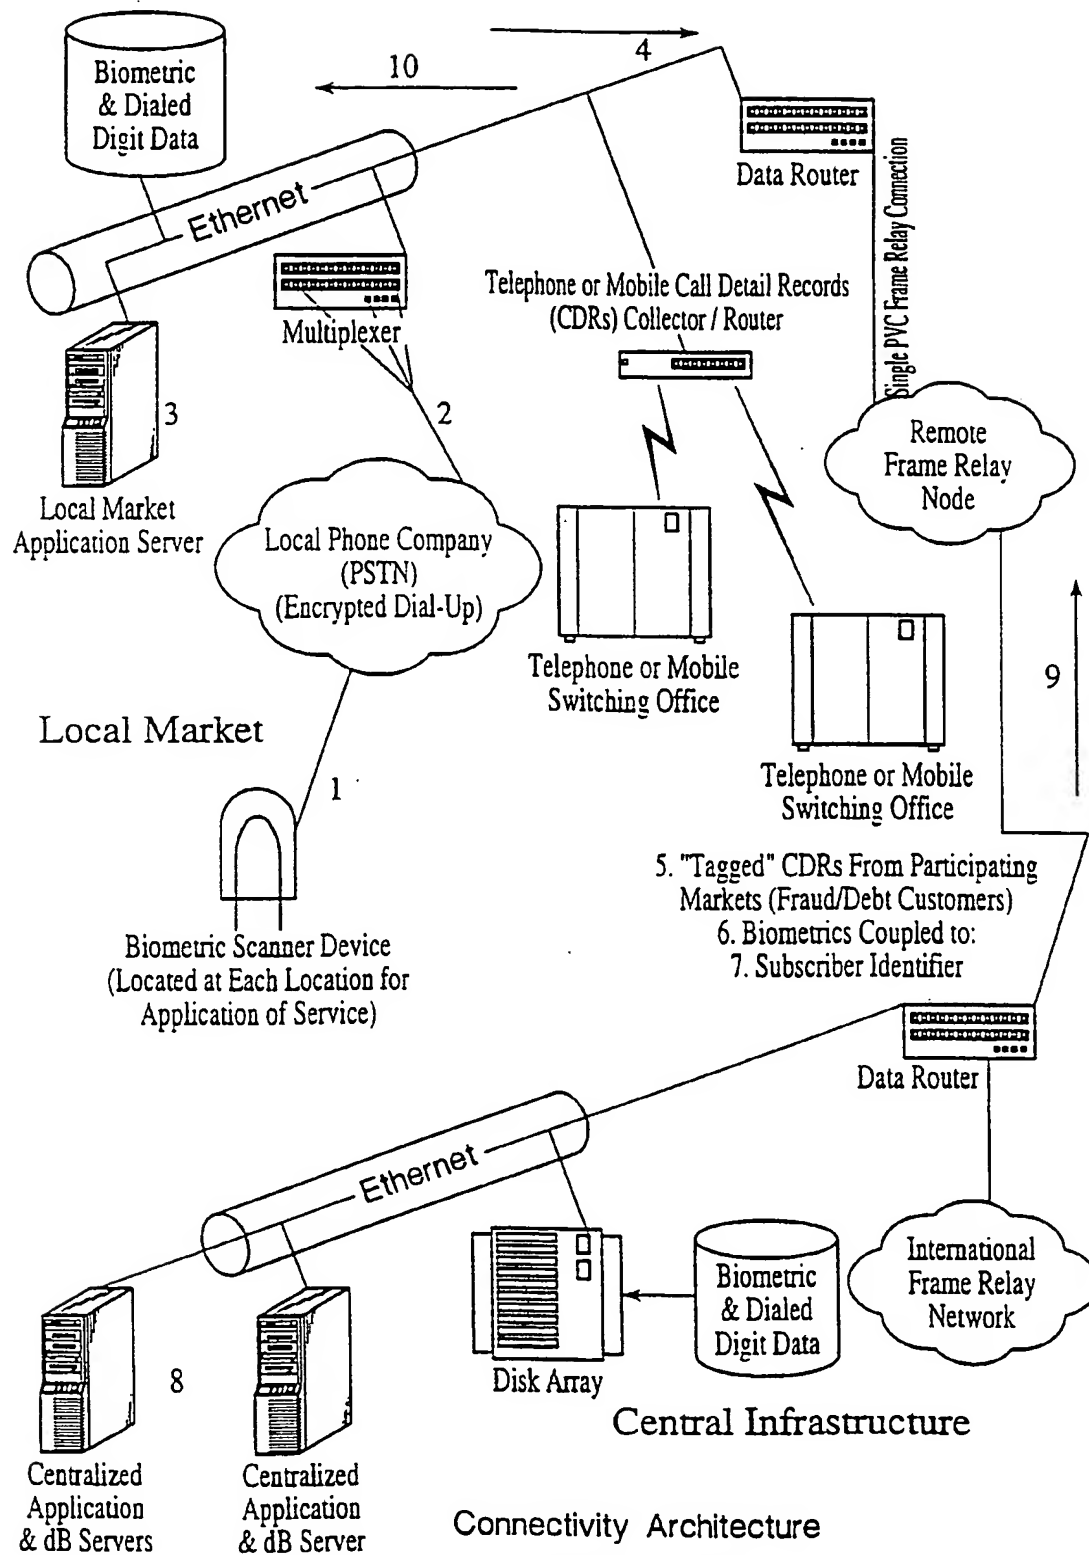 4
10
Biometric
& Dialed
Digit Data
Data Router
Single PVC Frame Relay Connection
Ethernet
Multiplexer
Telephone or Mobile Call Detail Records
(CDRs) Collector / Router
3
2
Local Market
Application Server
Remote
Frame Relay
Node
Local Phone Company
(PSTN)
(Encrypted Dial-Up)
Telephone or Mobile
Switching Office
9
Local Market
Telephone or Mobile
Switching Office
1
5. "Tagged" CDRs From Participating
Markets (Fraud/Debt Customers)
6. Biometrics Coupled to:
7. Subscriber Identifier
Biometric Scanner Device
(Located at Each Location for
Application of Service)
Data Router
Ethernet
International
Frame Relay
Network
Biometric
& Dialed
Digit Data
Disk Array
8
Central Infrastructure
Centralized
Application
& dB Servers
Centralized
Application
& dB Server
Connectivity Architecture